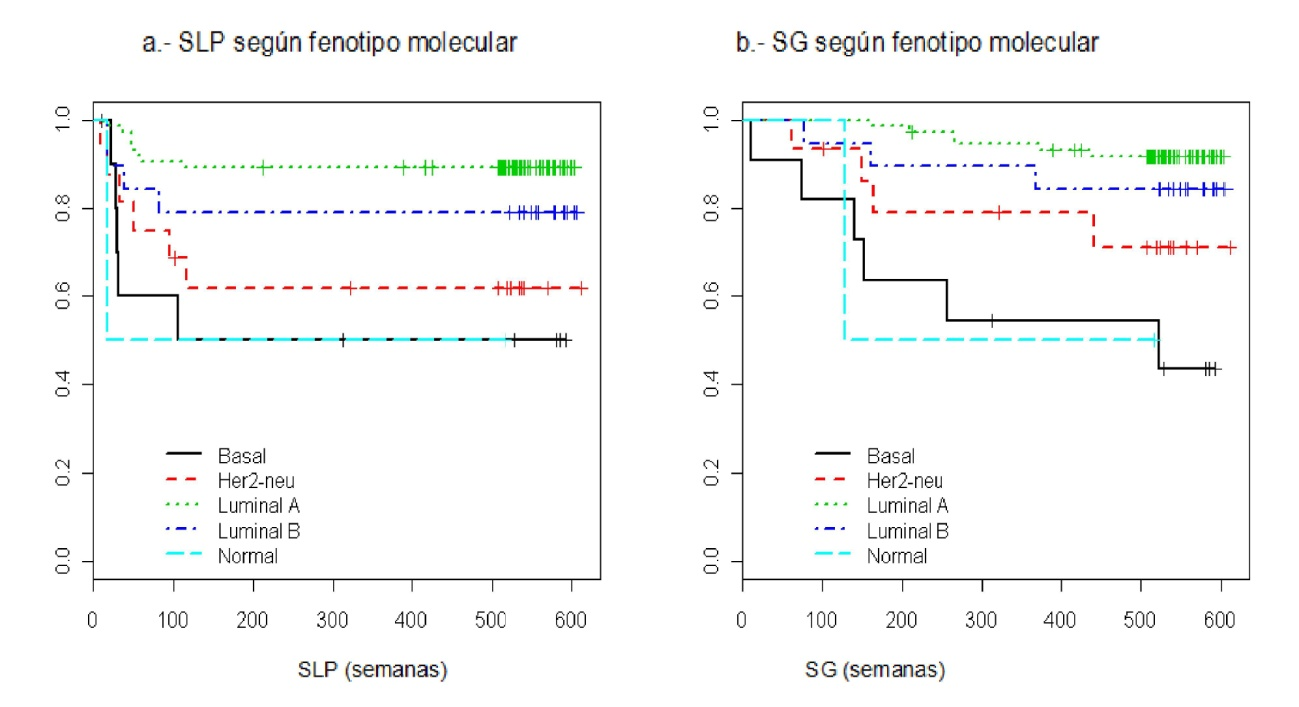 a.- SLP según fenotipo molecular
1.0
0.8
0.6
0.4
0.2
0.0
Basal
Her2-neu
Luminal A
Luminal B
Normal
0 100 200 300 400 500 600
SLP (semanas)
b.- SG según fenotipo molecular
1.0
0.8
0.6
0.4
0.2
0.0
Basal
Her2-neu
Luminal A
Luminal B
Normal
0 100 200 300 400 500 600
SG (semanas)